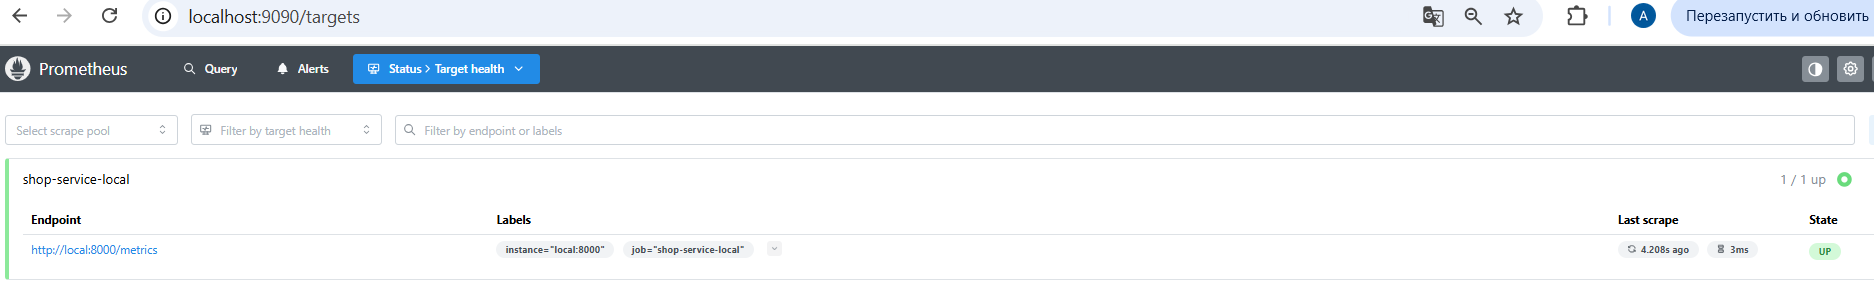 localhost:9090/targets
A
Перезапустить и обновить
Prometheus Query Alerts Status > Target health
Select scrape pool Filter by target health Filter by endpoint or labels
shop-service-local 1 / 1 up
Endpoint Labels Last scrape State
http://local:8000/metrics instance="local:8000" job="shop-service-local" 4.208s ago 3ms UP